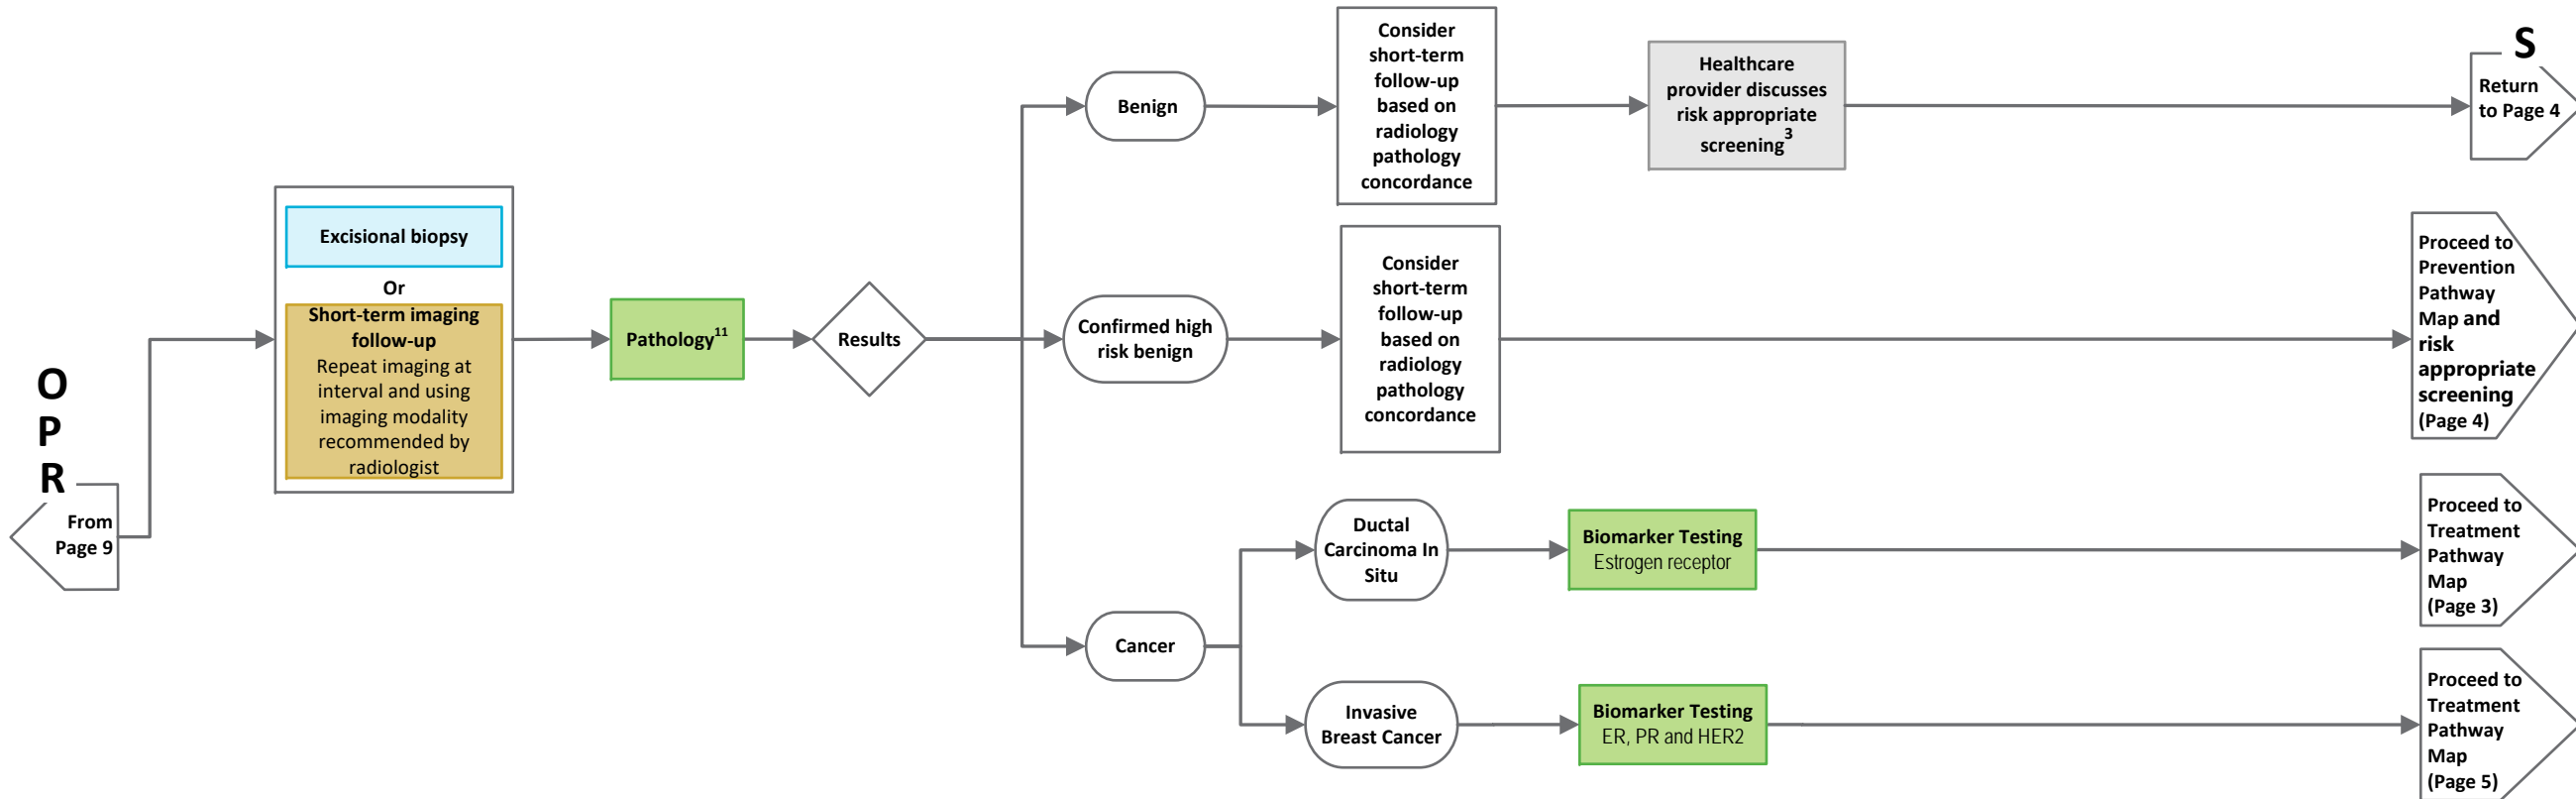 O
P
R
From
Page 9
Excisional biopsy
Or
Short-term imaging
follow-up
Repeat imaging at
interval and using
imaging modality
recommended by
radiologist
Pathology11
Results
Benign
Consider
short-term
follow-up
based on
radiology
pathology
concordance
Healthcare
provider discusses
risk appropriate
screening3
S
Return
to Page 4
Confirmed high
risk benign
Consider
short-term
follow-up
based on
radiology
pathology
concordance
Proceed to
Prevention
Pathway
Map and
risk
appropriate
screening
(Page 4)
Cancer
Ductal
Carcinoma In
Situ
Biomarker Testing
Estrogen receptor
Proceed to
Treatment
Pathway
Map
(Page 3)
Invasive
Breast Cancer
Biomarker Testing
ER, PR and HER2
Proceed to
Treatment
Pathway
Map
(Page 5)